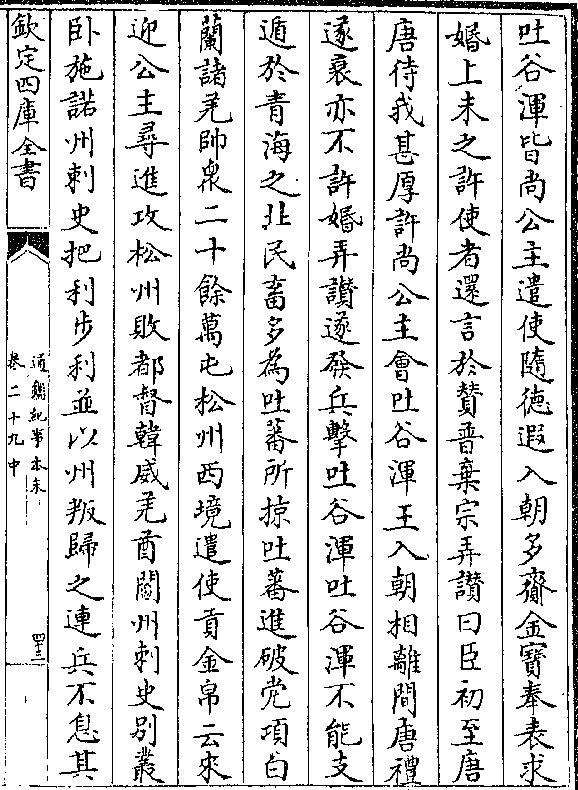 吐谷渾皆尚公主遣使隨德遐入朝多齎金寶奉表求
婚上未之許使者還言於贊普棄宗弄讚曰臣初至唐
唐待我甚厚許尚公主會吐谷渾王入朝相離間唐禮
遂衰亦不許婚弄讚遂發兵擊吐谷渾吐谷渾不能支
遁於青海之北民畜多為吐蕃所掠吐蕃進破党項白
蘭諸羌帥衆二十餘萬屯松州西境遣使貢金帛云來
迎公主尋進攻松州敗都督韓威羌酋閻州刺史别叢
卧施諾州刺史把利步利並以州叛歸之連兵不息其
欽定四庫全書
通鑑紀事本末
卷二十九中
四十二